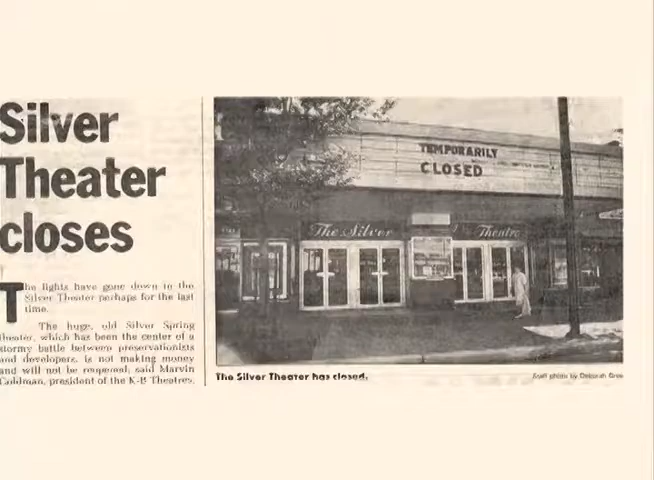 Silver
Theater
closes
The lights have gone down in the
Silver Theater perhaps for the last
time.
The huge, old Silver Spring
theater, which has been the center of a
stormy battle between preservationists
and developers, is not making money
and will not be reopened, said Marvin
Goldman, president of the K-B Theatres.
TEMPORARILY
CLOSED
The Silver
Theatre
The Silver Theater has closed.
Staff photo by Deborah